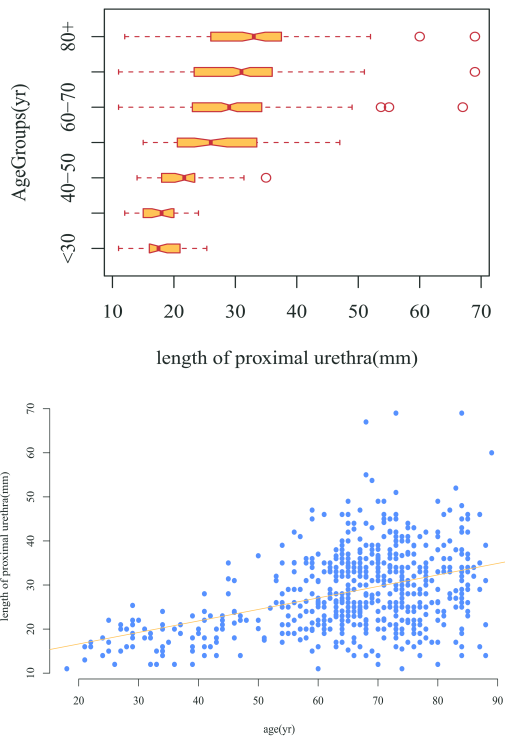 AgeGroups(yr)
80+
60−70
40−50
<30
10 20 30 40 50 60 70
length of proximal urethra(mm)
length of proximal urethra(mm)
70
60
50
40
30
20
10
20 30 40 50 60 70 80 90
age(yr)